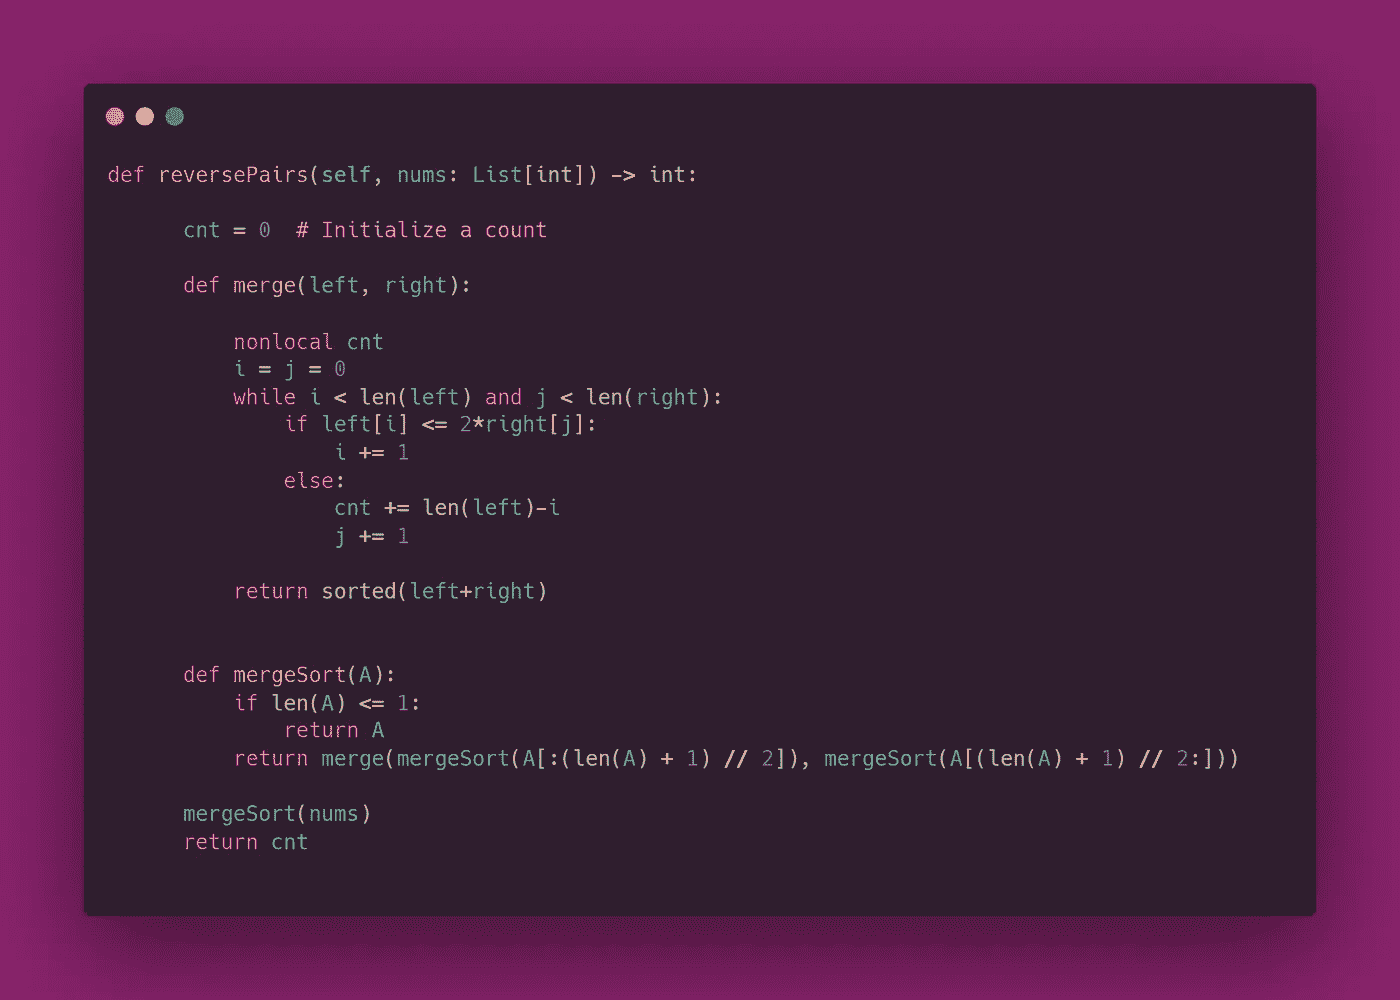 def reversePairs(self, nums: List[int]) -> int:
cnt = 0  # Initialize a count
def merge(left, right):
nonlocal cnt
i = j = 0
while i < len(left) and j < len(right):
if left[i] <= 2*right[j]:
i += 1
else:
cnt += len(left)-i
j += 1
return sorted(left+right)
def mergeSort(A):
if len(A) <= 1:
return A
return merge(mergeSort(A[:(len(A) + 1) // 2]), mergeSort(A[(len(A) + 1) // 2:]))
mergeSort(nums)
return cnt